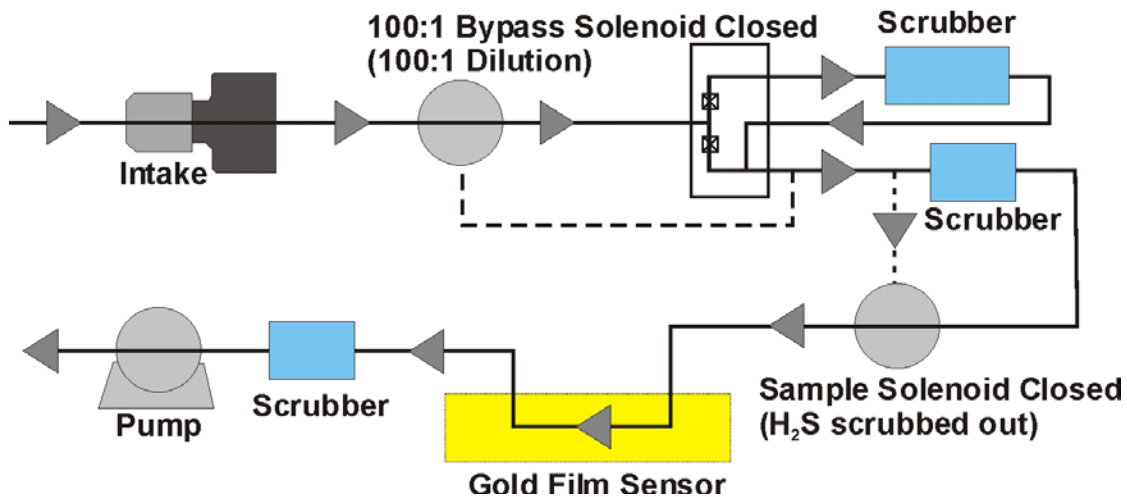 100:1 Bypass Solenoid Closed
(100:1 Dilution)
Scrubber
Intake
Scrubber
Sample Solenoid Closed
(H₂S scrubbed out)
Pump
Scrubber
Gold Film Sensor